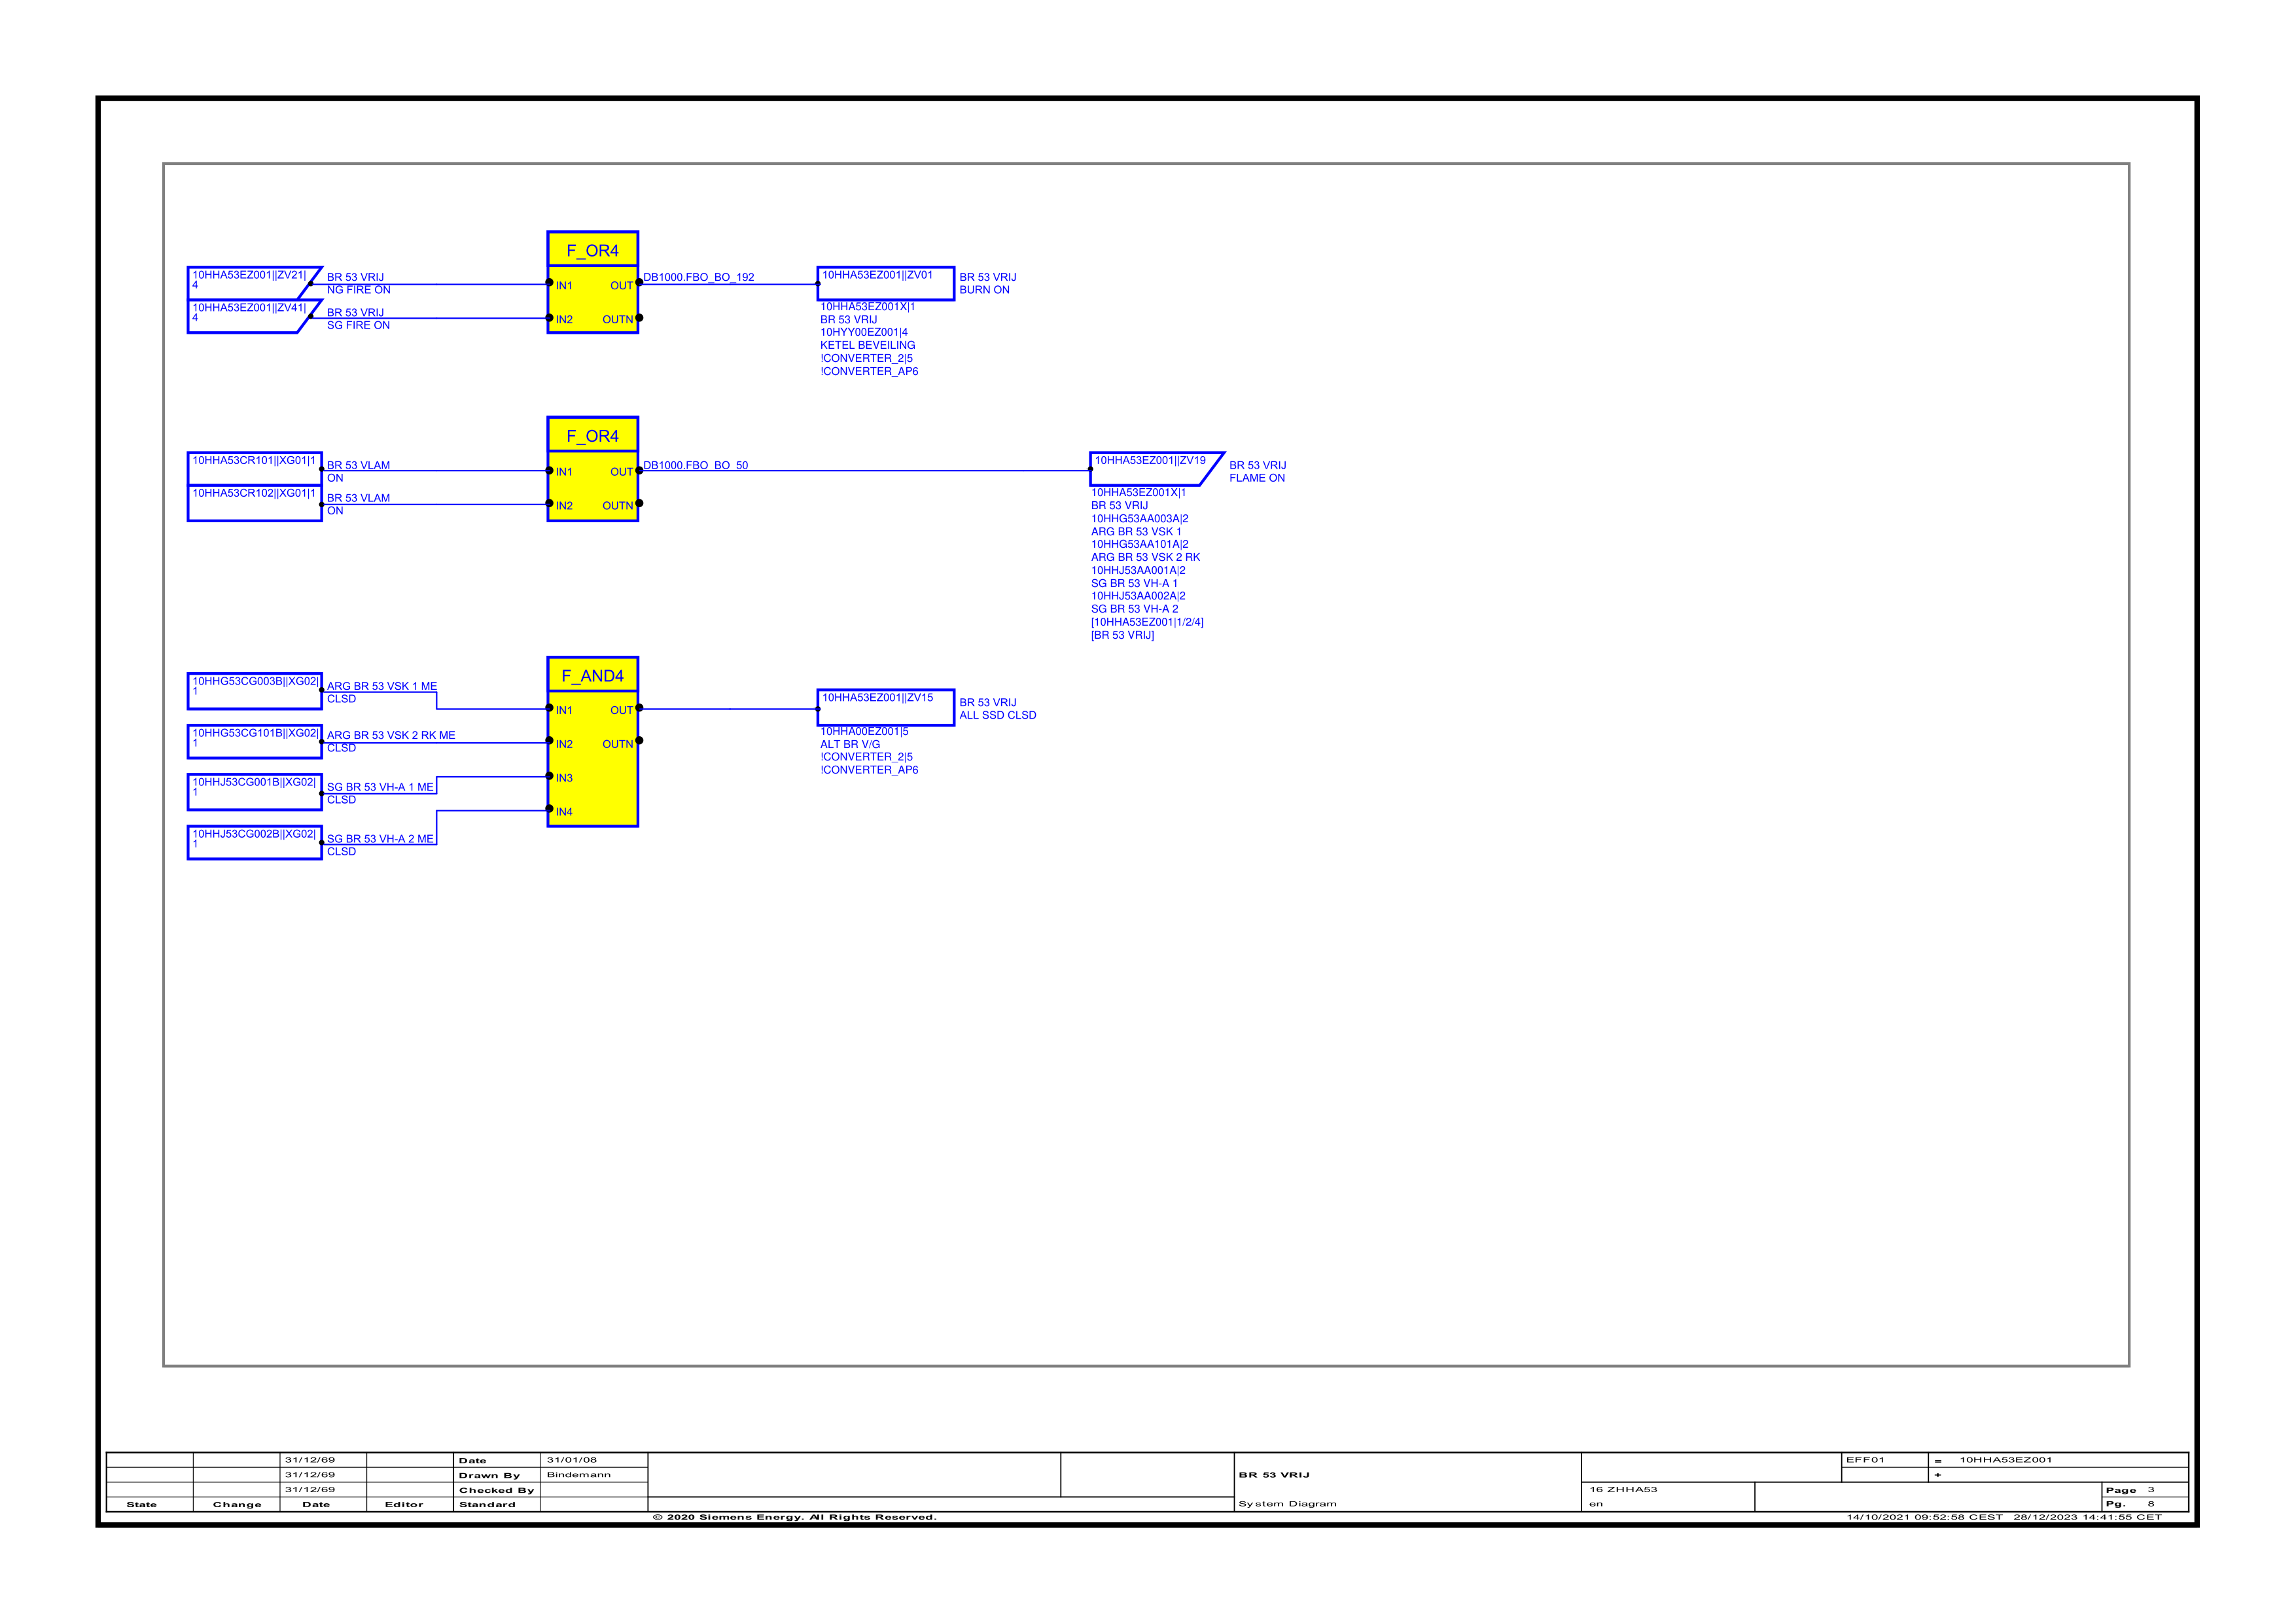 F_OR4
10HHA53EZ001||ZV21|
4
BR 53 VRIJ
NG FIRE ON
IN1
OUT
DB1000.FBO_BO_192
10HHA53EZ001||ZV01
BR 53 VRIJ
BURN ON
10HHA53EZ001||ZV41|
4
BR 53 VRIJ
SG FIRE ON
IN2
OUTN
10HHA53EZ001X|1
BR 53 VRIJ
10HYY00EZ001|4
KETEL BEVEILING
!CONVERTER_2|5
!CONVERTER_AP6
F_OR4
10HHA53CR101||XG01|1
BR 53 VLAM
ON
IN1
OUT
DB1000.FBO_BO_50
10HHA53EZ001||ZV19
BR 53 VRIJ
FLAME ON
10HHA53CR102||XG01|1
BR 53 VLAM
ON
IN2
OUTN
10HHA53EZ001X|1
BR 53 VRIJ
10HHG53AA003A|2
ARG BR 53 VSK 1
10HHG53AA101A|2
ARG BR 53 VSK 2 RK
10HHJ53AA001A|2
SG BR 53 VH-A 1
10HHJ53AA002A|2
SG BR 53 VH-A 2
[10HHA53EZ001|1/2/4]
[BR 53 VRIJ]
F_AND4
10HHG53CG003B||XG02|
1
ARG BR 53 VSK 1 ME
CLSD
IN1
OUT
10HHA53EZ001||ZV15
BR 53 VRIJ
ALL SSD CLSD
10HHG53CG101B||XG02|
1
ARG BR 53 VSK 2 RK ME
CLSD
IN2
OUTN
10HHA00EZ001|5
ALT BR V/G
!CONVERTER_2|5
!CONVERTER_AP6
10HHJ53CG001B||XG02|
1
SG BR 53 VH-A 1 ME
CLSD
IN3
10HHJ53CG002B||XG02|
1
SG BR 53 VH-A 2 ME
CLSD
IN4
31/12/69 Date 31/01/08 EFF01 = 10HHA53EZ001
31/12/69 Drawn By Bindemann BR 53 VRIJ +
31/12/69 Checked By 16 ZHHA53 Page 3
State Change Date Editor Standard System Diagram en Pg. 8
© 2020 Siemens Energy. All Rights Reserved. 14/10/2021 09:52:58 CEST 28/12/2023 14:41:55 CET